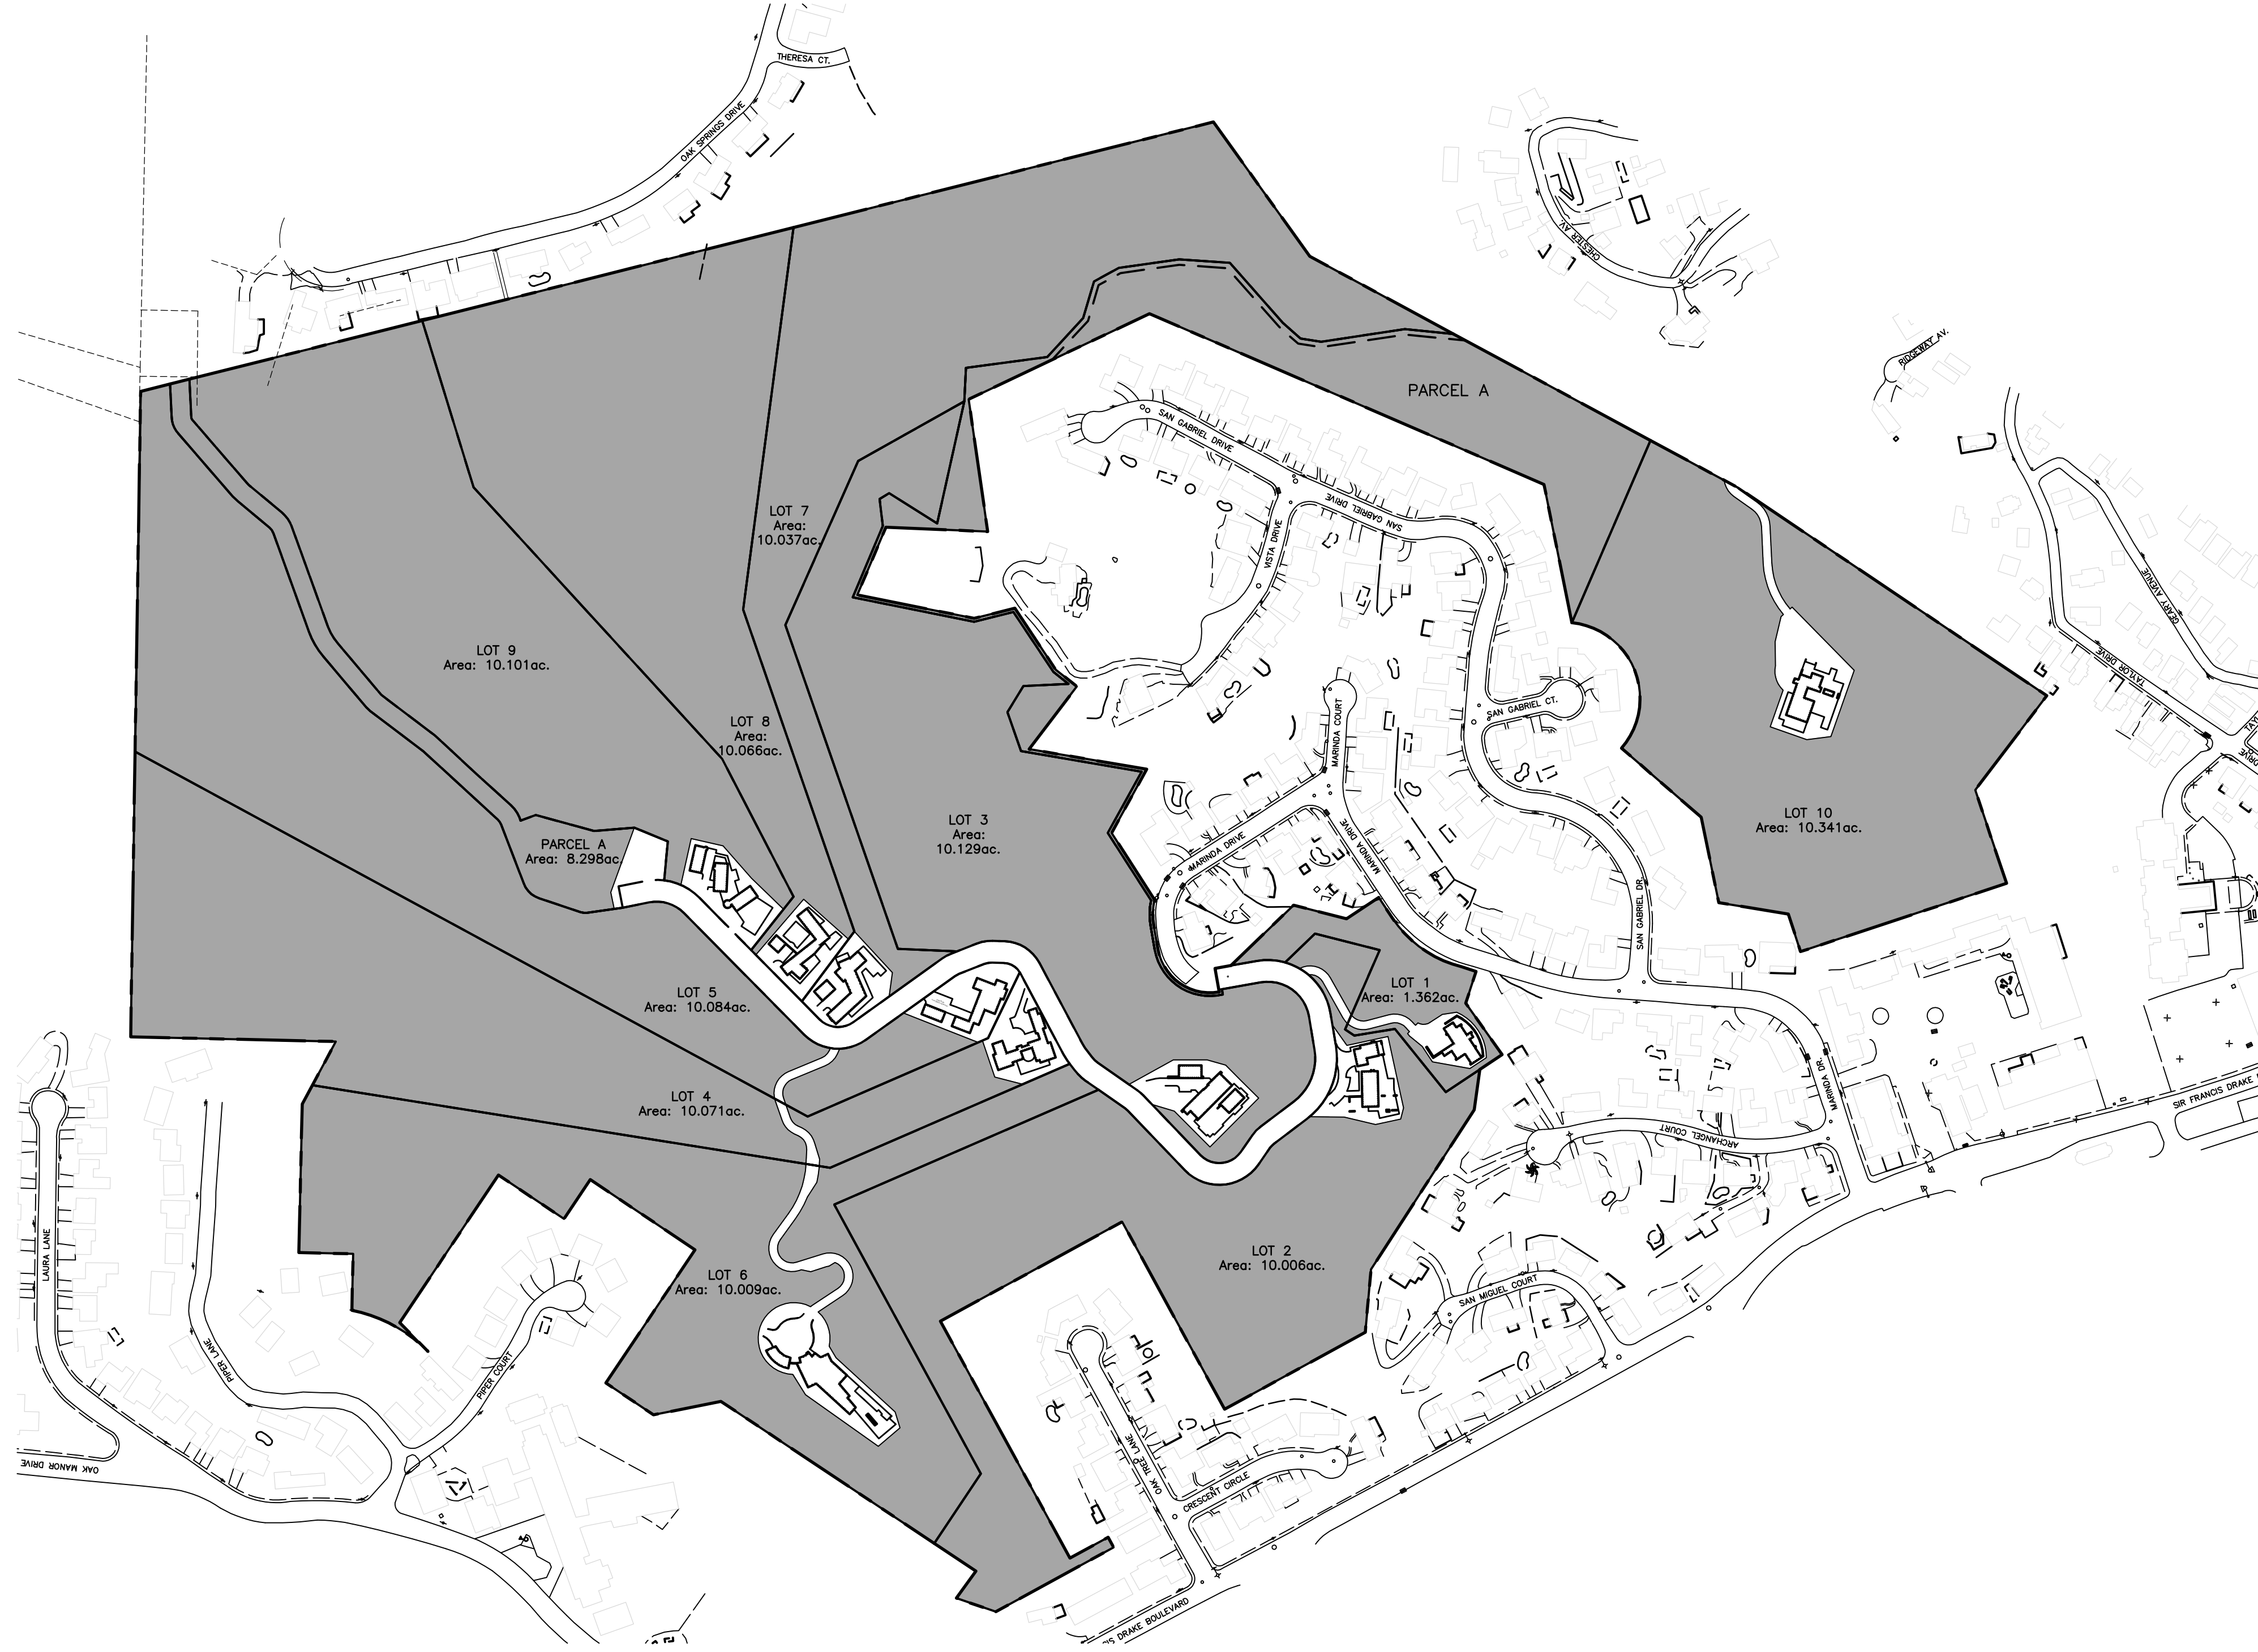 THERESA CT.
OAK SPRINGS DRIVE
CHESTER AV.
RIDGEWAY AV.
PARCEL A
SAN GABRIEL DRIVE
SAN GABRIEL DRIVE
VISTA DRIVE
LOT 7
Area:
10.037ac.
GEARY AVENUE
TAYLOR DRIVE
LOT 9
Area: 10.101ac.
LOT 8
Area:
10.066ac.
SAN GABRIEL CT.
MARINDA COURT
LOT 3
Area:
10.129ac.
LOT 10
Area: 10.341ac.
PARCEL A
Area: 8.298ac.
MARINDA DRIVE
MARINDA DRIVE
SAN GABRIEL DR.
LOT 5
Area: 10.084ac.
LOT 1
Area: 1.362ac.
LOT 4
Area: 10.071ac.
MARINDA DR.
SIR FRANCIS DRAKE
ARCHANGEL COURT
LAURA LANE
LOT 2
Area: 10.006ac.
LOT 6
Area: 10.009ac.
SAN MIGUEL COURT
PIPER LANE
PIPER COURT
OAK TREE LANE
CRESCENT CIRCLE
OAK MANOR DRIVE
DRAKE BOULEVARD